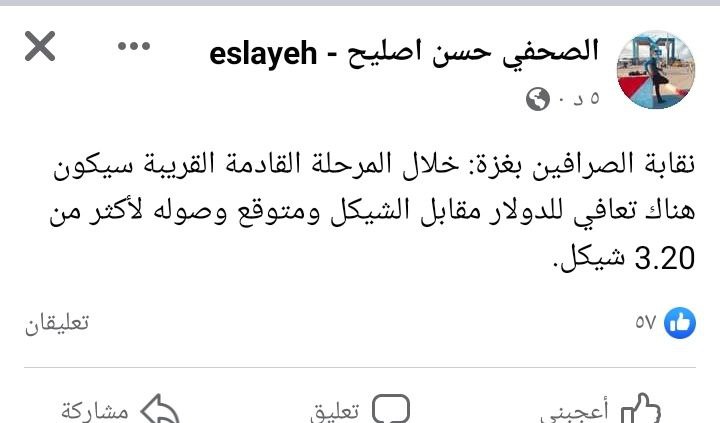 الصحفي حسن اصليح - eslayeh
٥ د ·
نقابة الصرافين بغزة: خلال المرحلة القادمة القريبة سيكون
هناك تعافي للدولار مقابل الشيكل ومتوقع وصوله لأكثر من
3.20 شيكل.
٥٧ تعليقان
أعجبني تعليق مشاركة